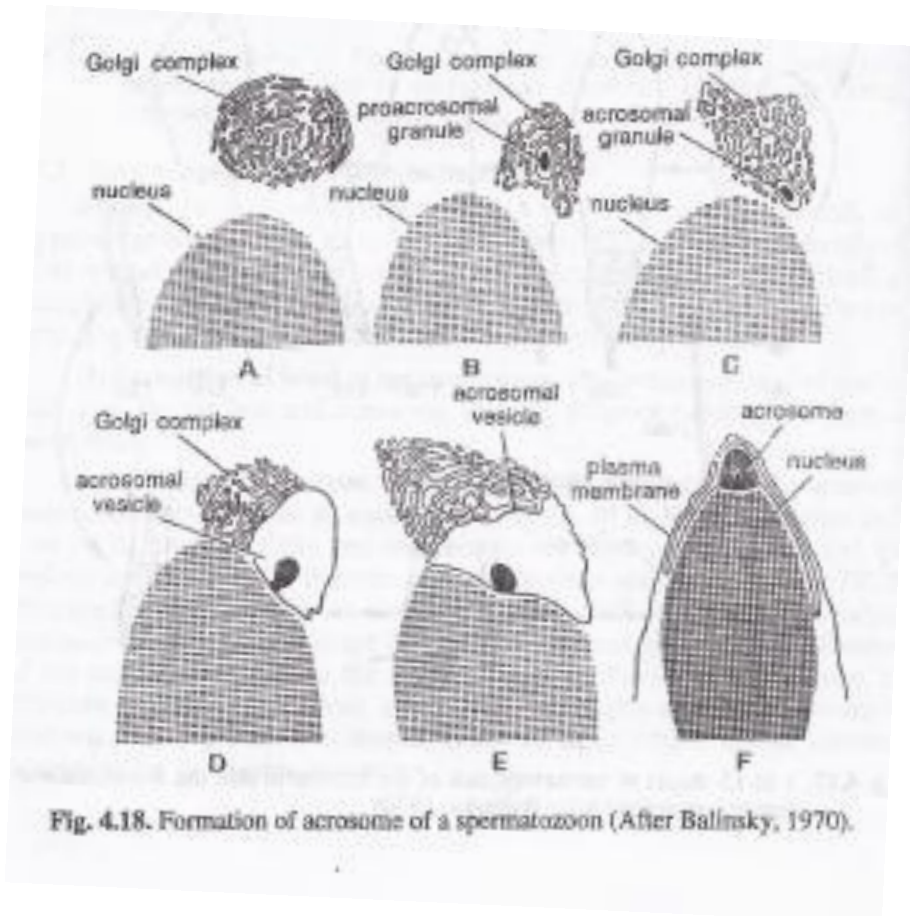 Golgi complex
nucleus
A
Golgi complex
proacrosomal
granule
nucleus
B
Golgi complex
acrosomal
granule
nucleus
C
Golgi complex
acrosomal
vesicle
D
acrosomal
vesicle
E
acrosome
plasma
membrane
nucleus
F
Fig. 4.18. Formation of acrosome of a spermatozoon (After Balinsky, 1970).